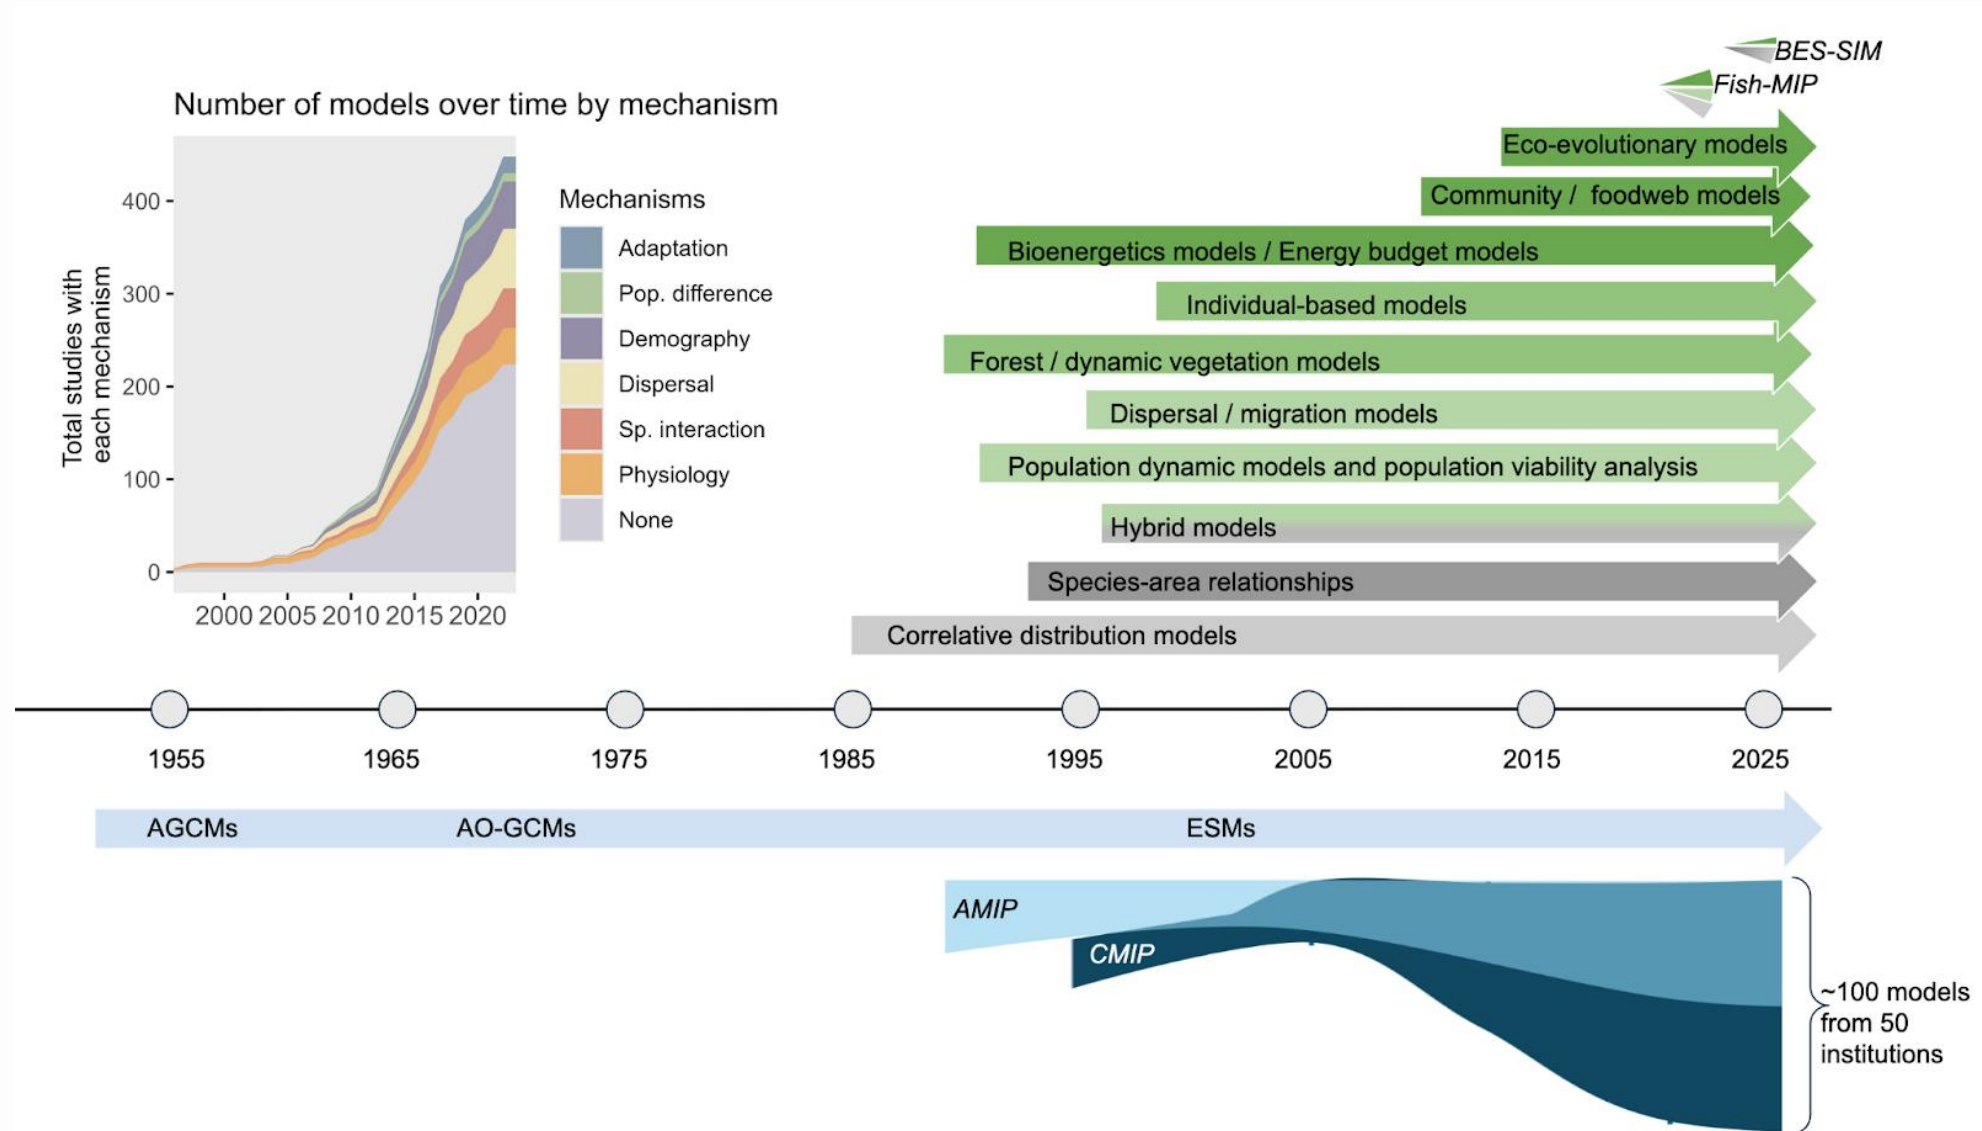 BES-SIM
Fish-MIP
Number of models over time by mechanism
Total studies with
each mechanism
400
300
200
100
0
2000 2005 2010 2015 2020
Mechanisms
Adaptation
Pop. difference
Demography
Dispersal
Sp. interaction
Physiology
None
Eco-evolutionary models
Community / foodweb models
Bioenergetics models / Energy budget models
Individual-based models
Forest / dynamic vegetation models
Dispersal / migration models
Population dynamic models and population viability analysis
Hybrid models
Species-area relationships
Correlative distribution models
1955 1965 1975 1985 1995 2005 2015 2025
AGCMs AO-GCMs ESMs
AMIP
CMIP
~100 models
from 50
institutions